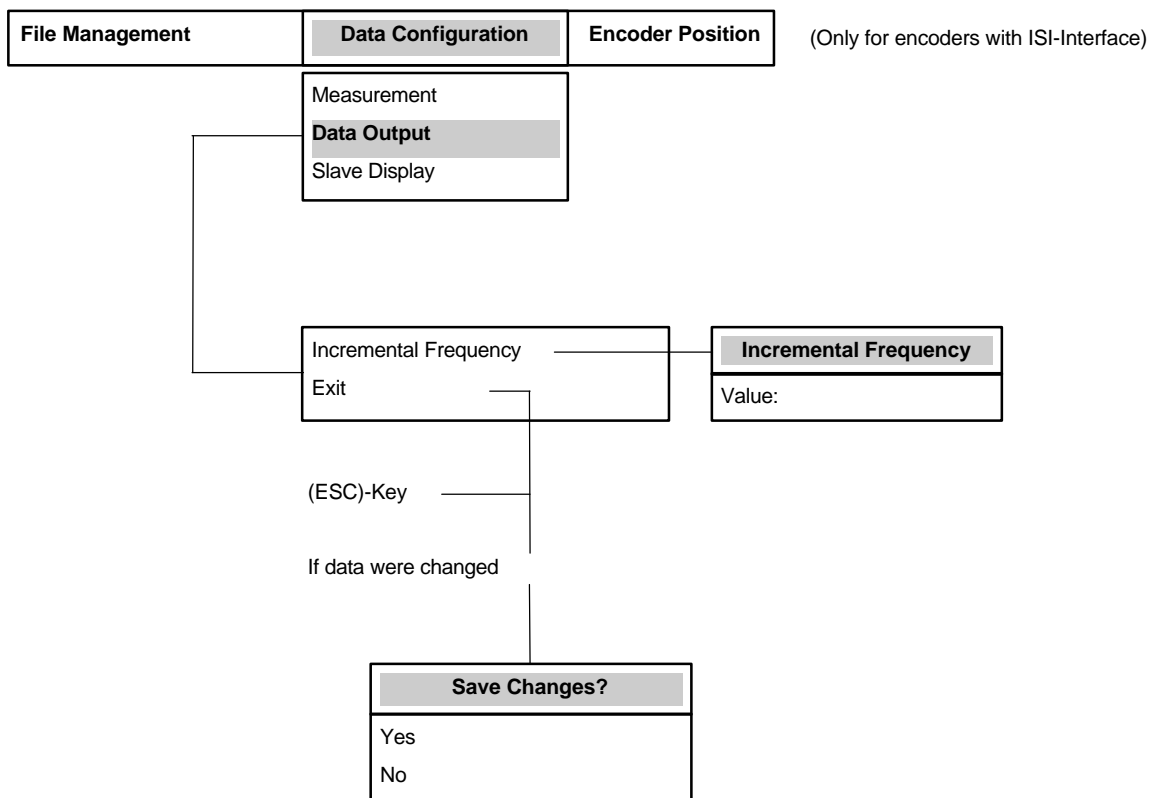 File Management Data Configuration Encoder Position (Only for encoders with ISI-Interface)
Measurement
Data Output
Slave Display
Incremental Frequency Incremental Frequency
Exit Value:
(ESC)-Key
If data were changed
Save Changes?
Yes
No